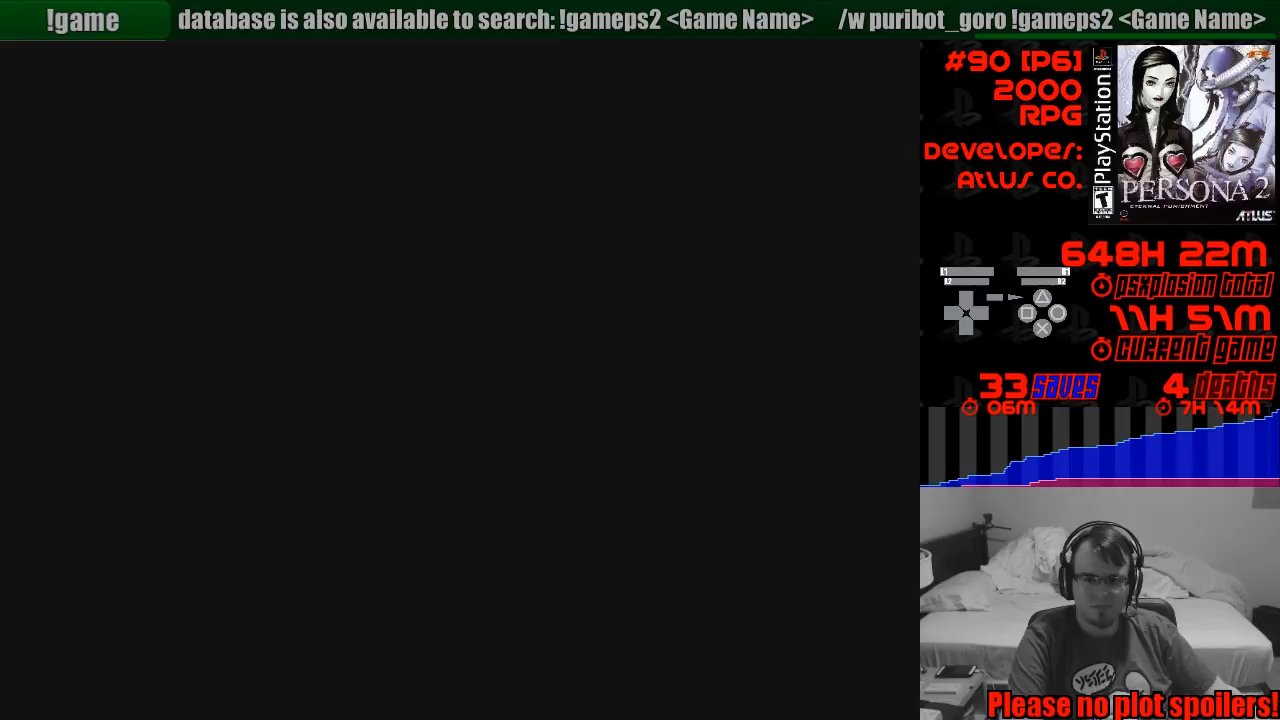 !game
database is also available to search: !gameps2 <Game Name>
/w puribot_goro !gameps2 <Game Name>
#90 [P6]
2000
RPG
Developer:
Atlus CO.
PlayStation
PERSONA 2
ETERNAL PUNISHMENT
ATLUS
648H 22M
psxplosion total
11H 51M
current game
33 saves
06M
4 deaths
7H 14M
Please no plot spoilers!